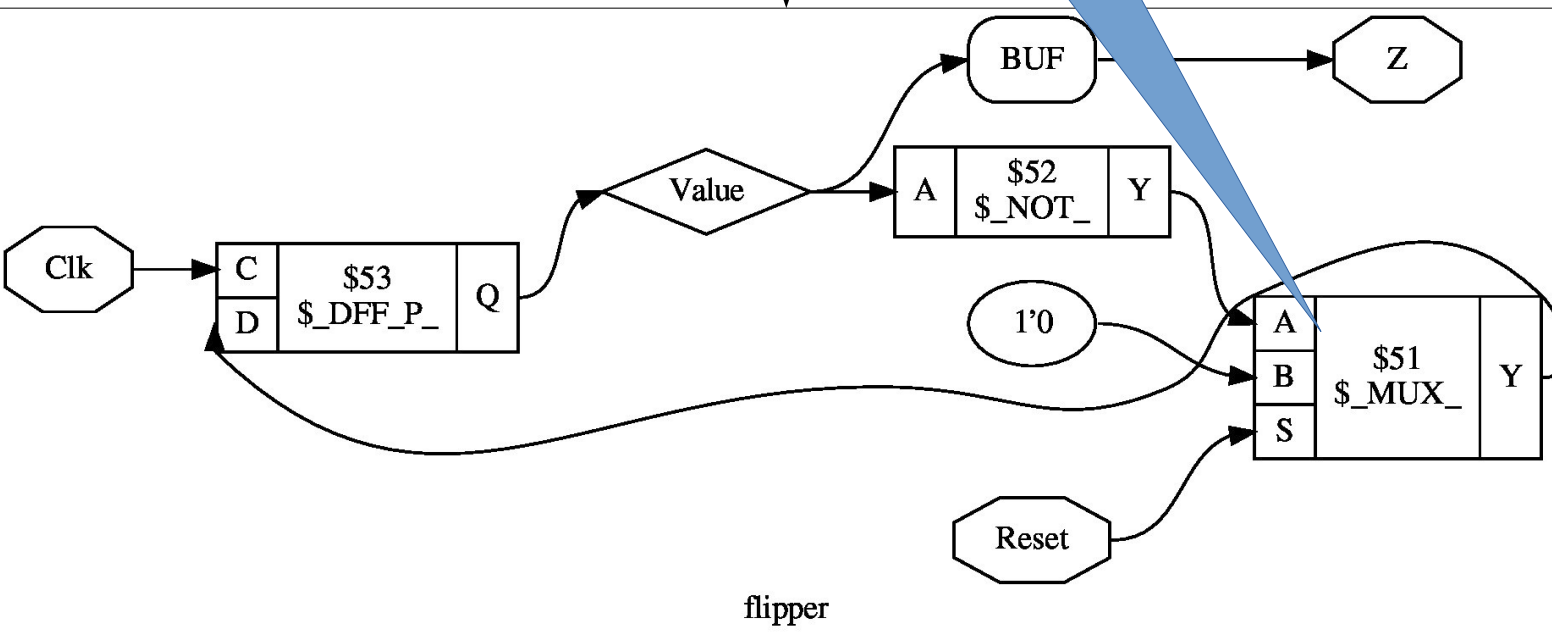 BUF
Z
A
$52
$_NOT_
Y
Value
Clk
C
D
$53
$_DFF_P_
Q
1'0
A
B
S
$51
$_MUX_
Y
Reset
flipper